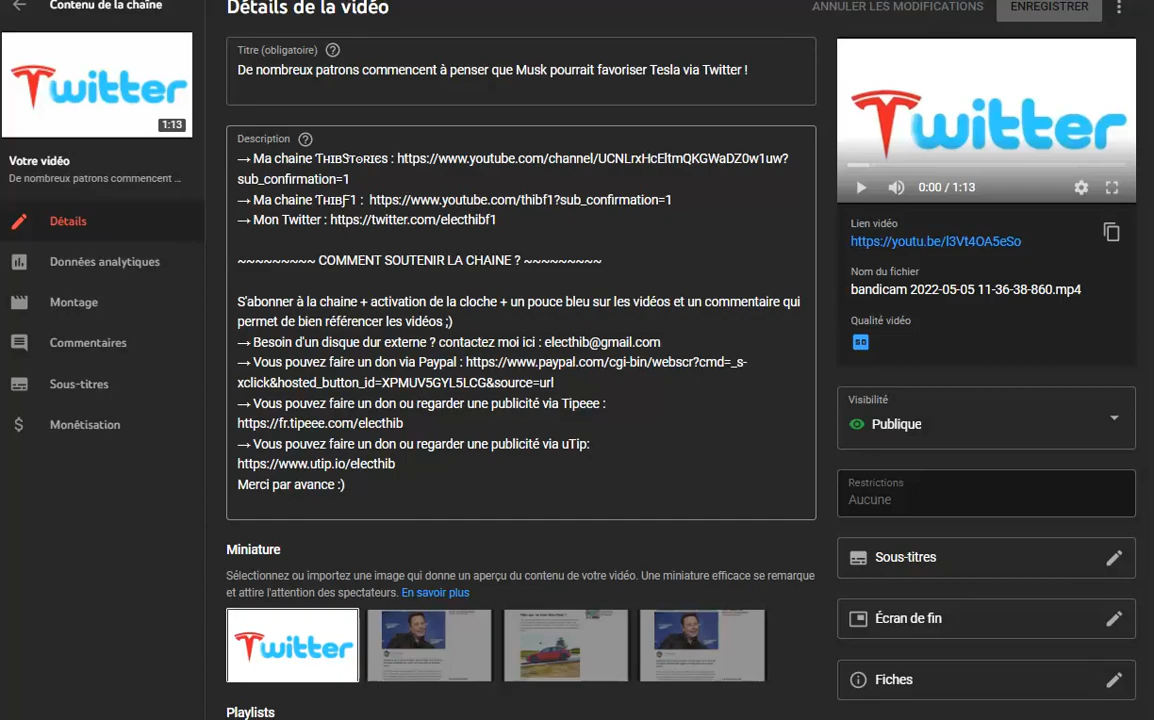 Contenu de la chaîne
Détails de la vidéo
ANNULER LES MODIFICATIONS
ENREGISTRER
Twitter
1:13
Votre vidéo
De nombreux patrons commencent ...
Détails
Données analytiques
Montage
Commentaires
Sous-titres
Monétisation
Titre (obligatoire)
De nombreux patrons commencent à penser que Musk pourrait favoriser Tesla via Twitter !
Description
→ Ma chaine ƬнιвƧтσʀιєs : https://www.youtube.com/channel/UCNLrxHcEltmQKGWaDZ0w1uw?
sub_confirmation=1
→ Ma chaine ƬнιвƑ1 : https://www.youtube.com/thibf1?sub_confirmation=1
→ Mon Twitter : https://twitter.com/electhibf1
~~~~~~~~~ COMMENT SOUTENIR LA CHAINE ? ~~~~~~~~~
S'abonner à la chaine + activation de la cloche + un pouce bleu sur les vidéos et un commentaire qui
permet de bien référencer les vidéos ;)
→ Besoin d'un disque dur externe ? contactez moi ici : electhib@gmail.com
→ Vous pouvez faire un don via Paypal : https://www.paypal.com/cgi-bin/webscr?cmd=_s-
xclick&hosted_button_id=XPMUV5GYL5LCG&source=url
→ Vous pouvez faire un don ou regarder une publicité via Tipeee :
https://fr.tipeee.com/electhib
→ Vous pouvez faire un don ou regarder une publicité via uTip:
https://www.utip.io/electhib
Merci par avance :)
Miniature
Sélectionnez ou importez une image qui donne un aperçu du contenu de votre vidéo. Une miniature efficace se remarque
et attire l'attention des spectateurs. En savoir plus
Twitter
Playlists
Twitter
0:00 / 1:13
Lien vidéo
https://youtu.be/l3Vt4OA5eSo
Nom du fichier
bandicam 2022-05-05 11-36-38-860.mp4
Qualité vidéo
SD
Visibilité
Publique
Restrictions
Aucune
Sous-titres
Écran de fin
Fiches